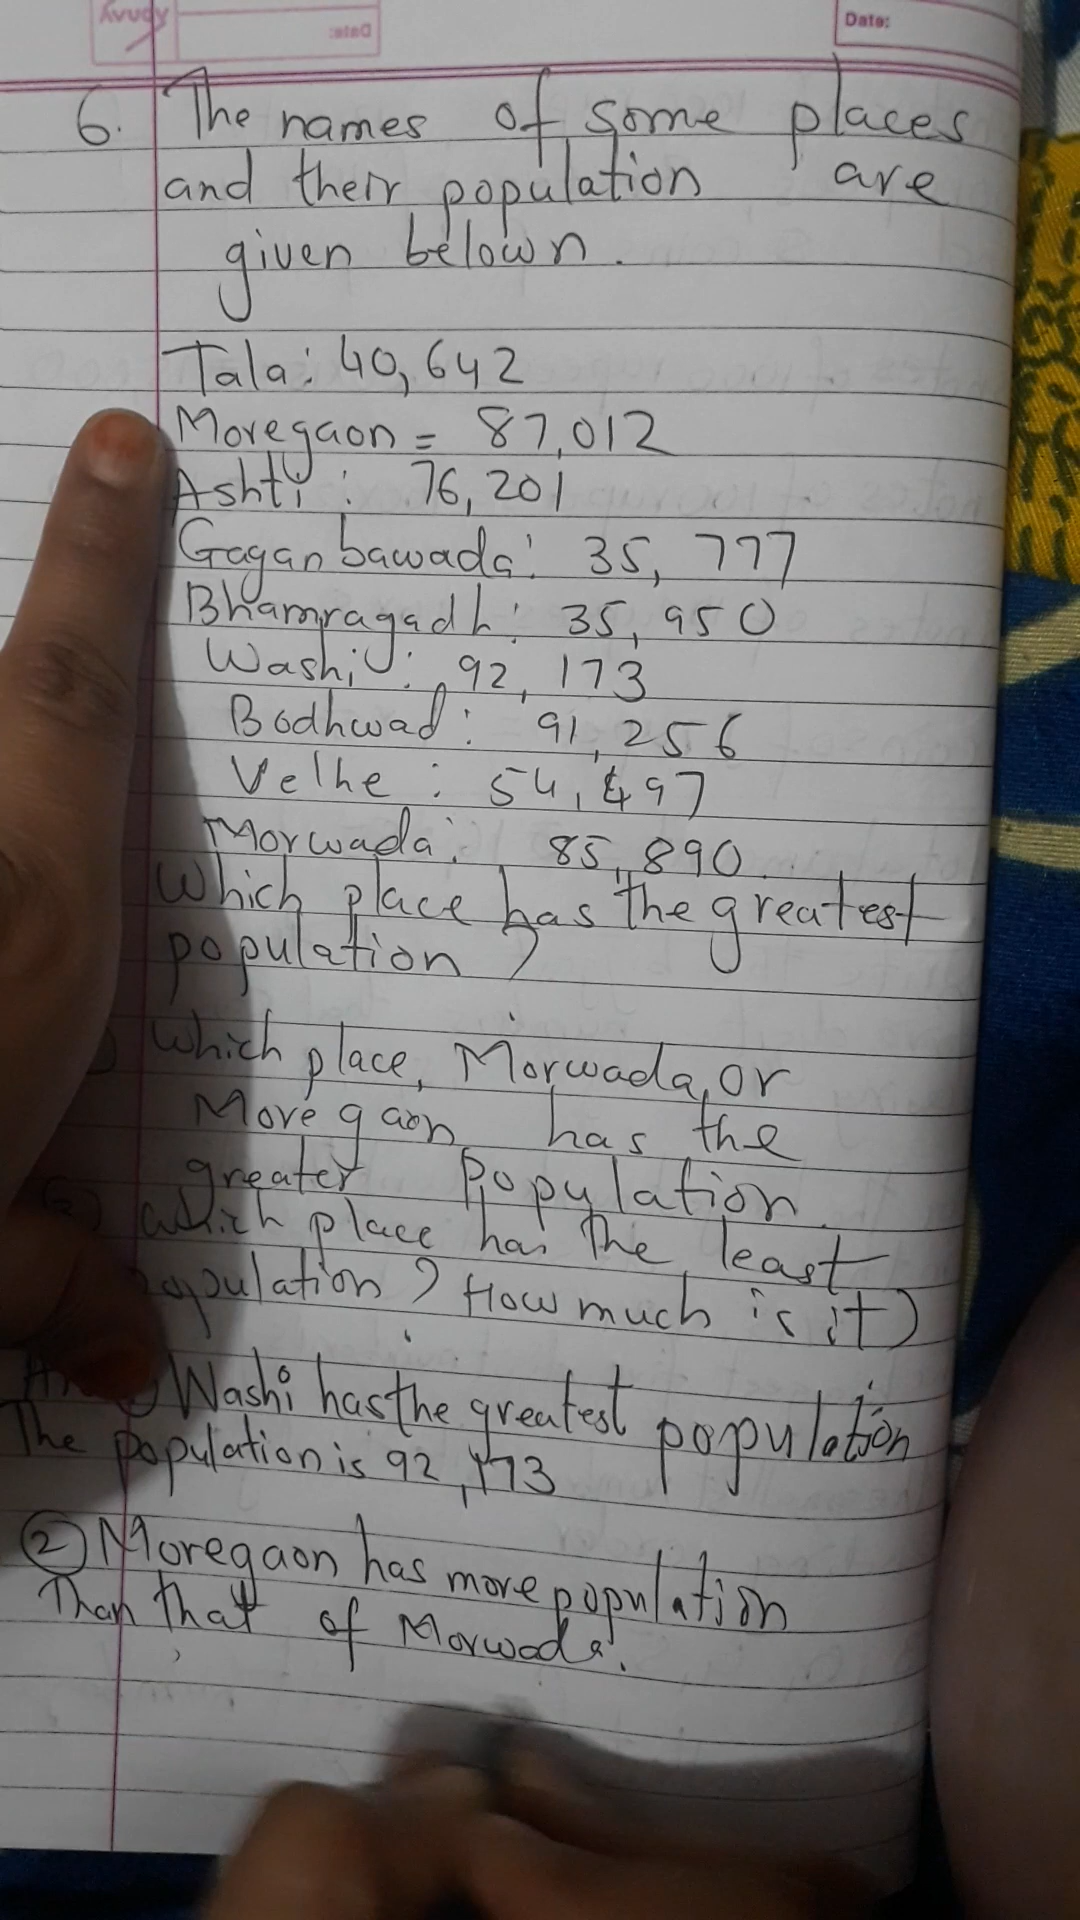 Date:
6. The names of some places
and their population are
given belown.
Tala: 40,642
Moregaon = 87,012
Ashti : 76,201
Gaganbawada: 35,777
Bhamragadh: 35,950
Washi : 92,173
Bodhwad: 91,256
Velhe : 54,497
Morwada: 85,890
Which place has the greatest
population?
Which place, Morwada, or
Moregaon has the
greater population.
which place has the least
population? How much is it?
Washi has the greatest population
The population is 92,173
② Moregaon has more population
Than that of Morwada.